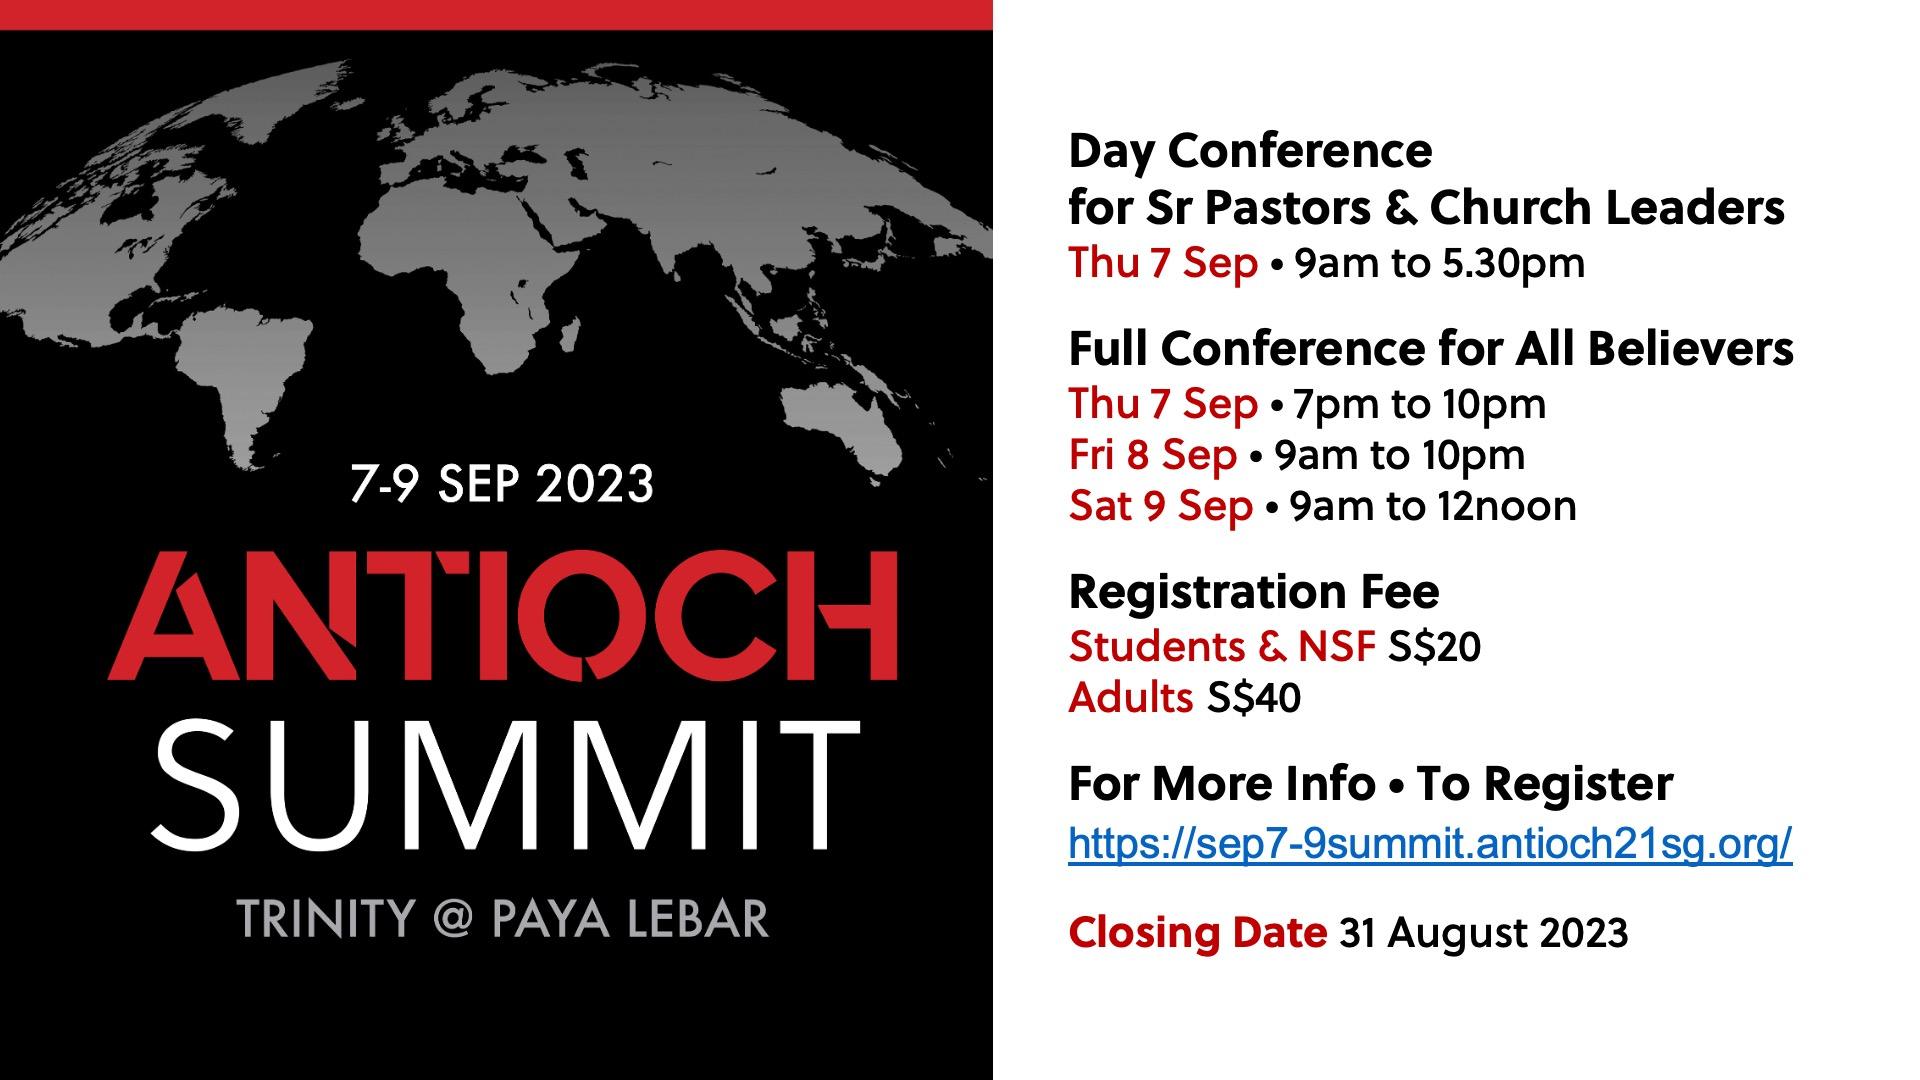 7-9 SEP 2023
ANTIOCH
SUMMIT
TRINITY @ PAYA LEBAR
Day Conference
for Sr Pastors & Church Leaders
Thu 7 Sep • 9am to 5.30pm
Full Conference for All Believers
Thu 7 Sep • 7pm to 10pm
Fri 8 Sep • 9am to 10pm
Sat 9 Sep • 9am to 12noon
Registration Fee
Students & NSF S$20
Adults S$40
For More Info • To Register
https://sep7-9summit.antioch21sg.org/
Closing Date 31 August 2023